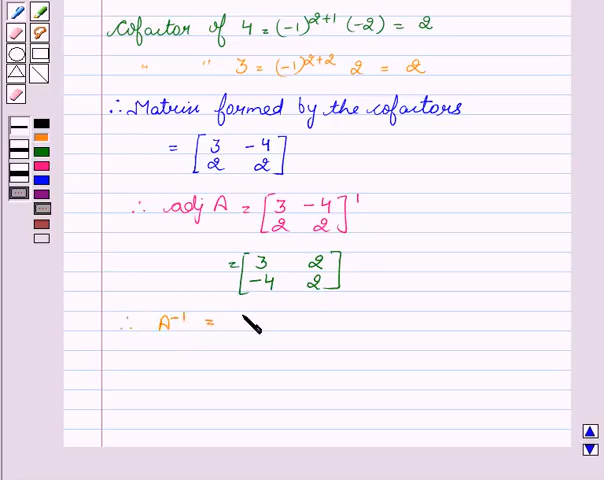 Cofactor of 4 = (-1)^2+1 (-2) = 2
" " 3 = (-1)^2+2 2 = 2
∴ Matrix formed by the cofactors
= [3 -4
2 2]
∴ adj A = [3 -4
2 2]'
= [3 2
-4 2]
∴ A^-1 =